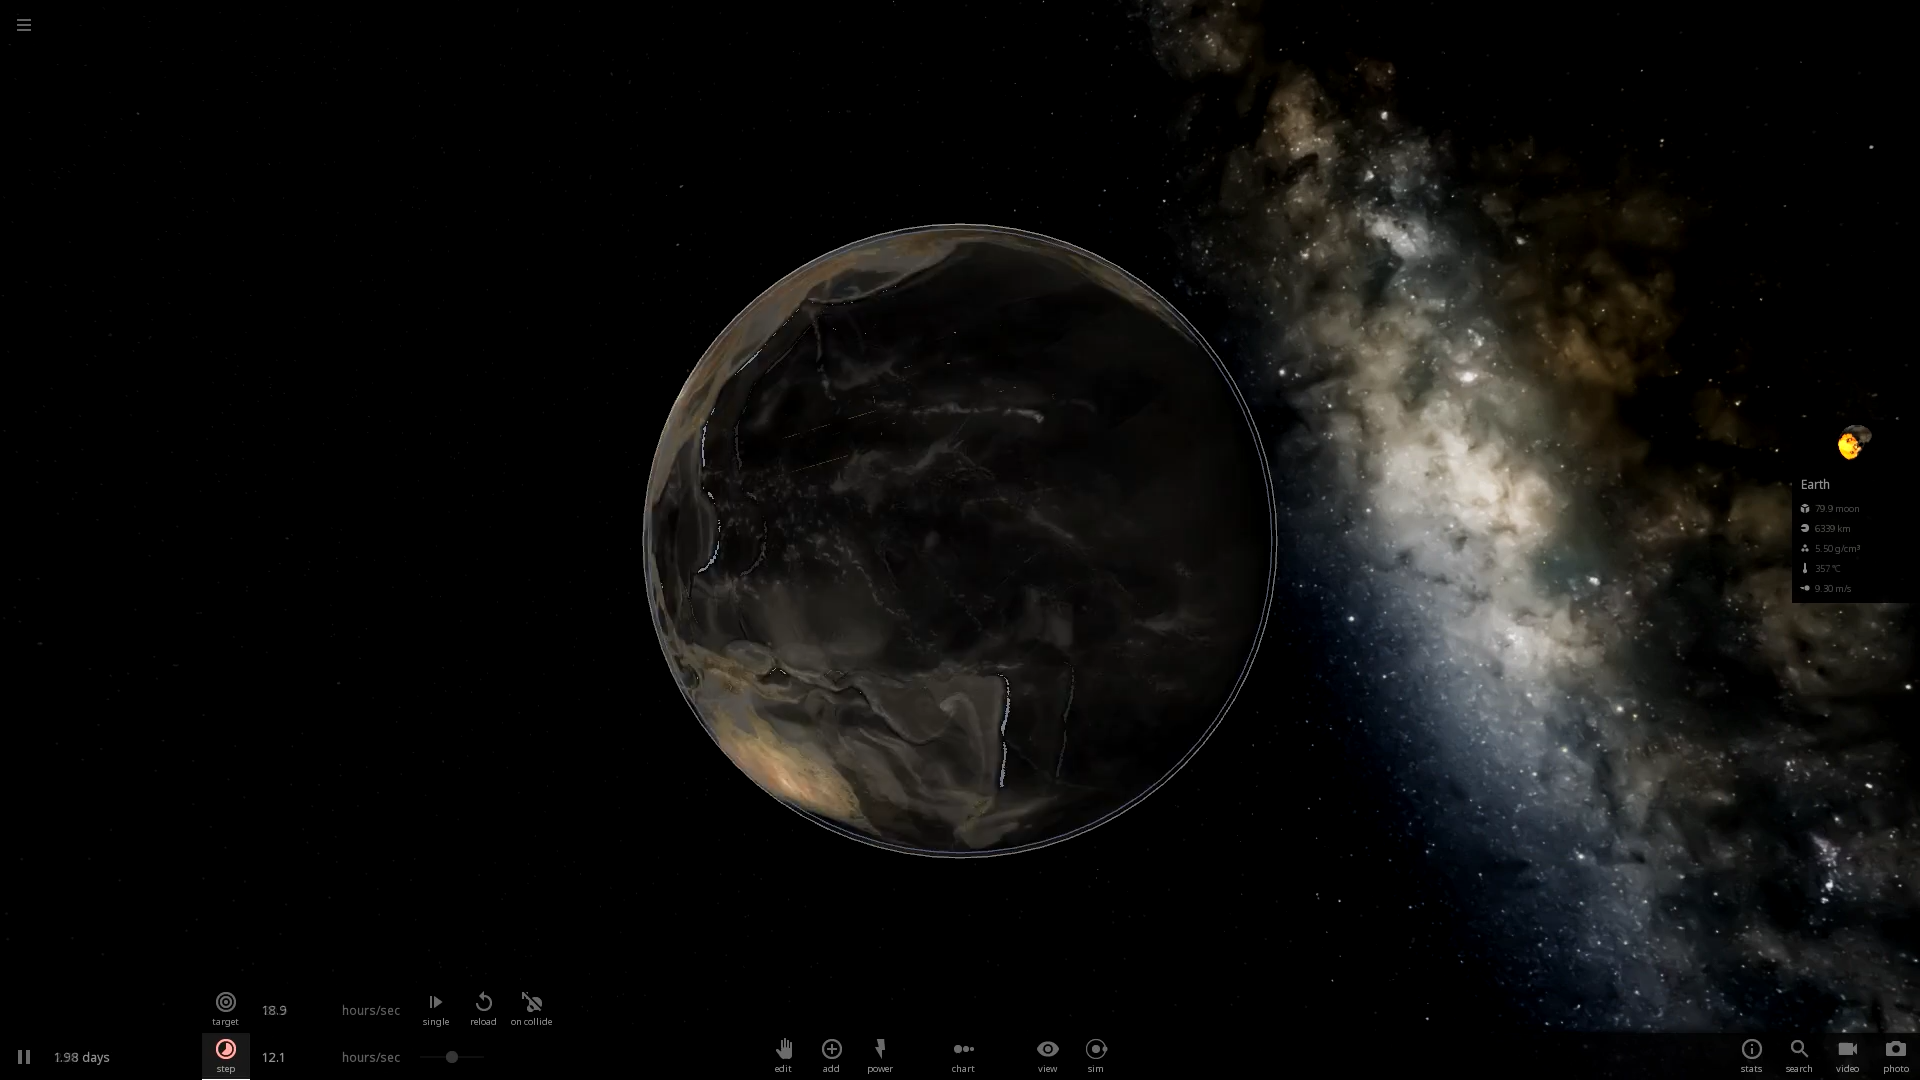 Earth
79.9 moon
6339 km
5.50 g/cm³
357 °C
9.30 m/s
target
18.9 hours/sec
single
reload
on collide
1.98 days
step
12.1 hours/sec
edit
add
power
chart
view
sim
stats
search
video
photo